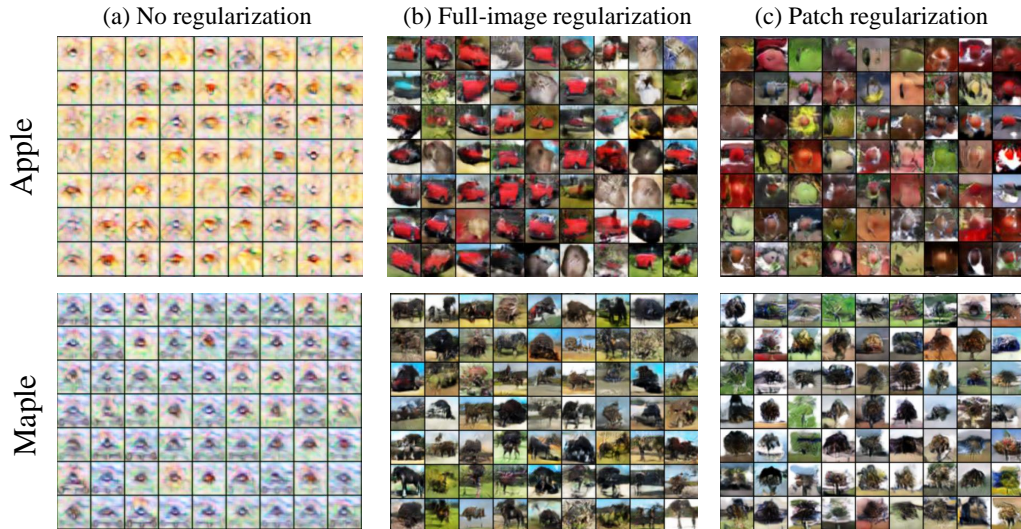 (a) No regularization
(b) Full-image regularization
(c) Patch regularization
Apple
Maple